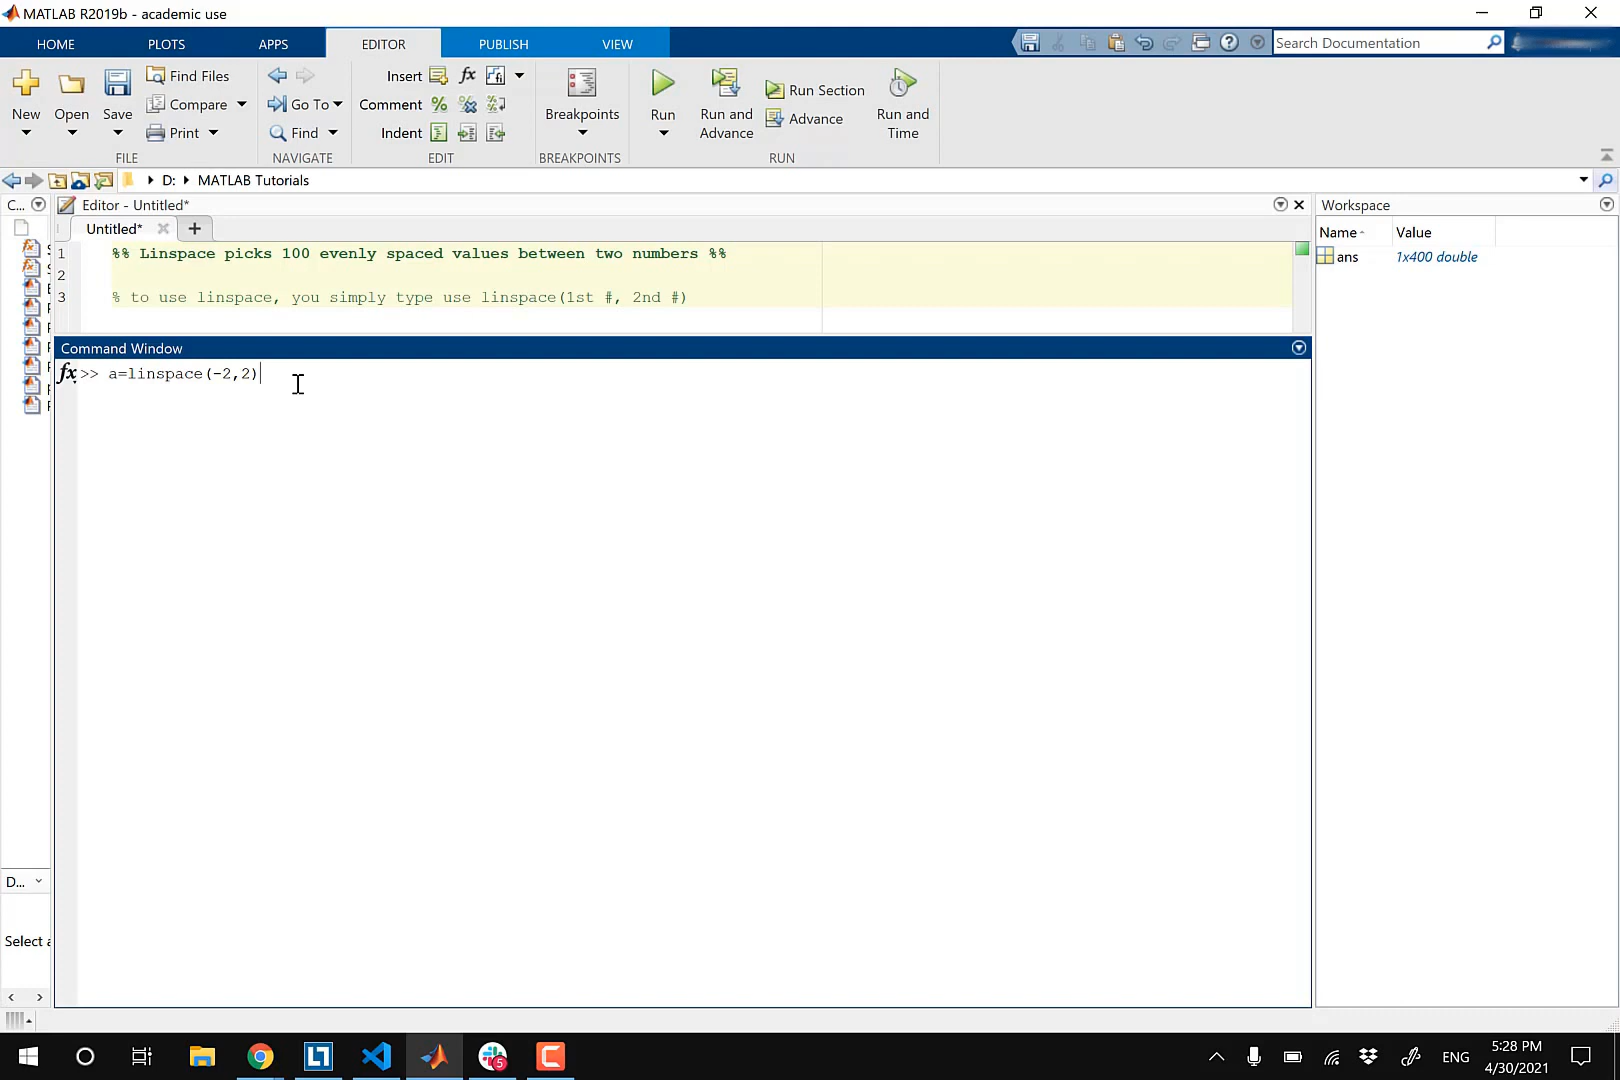 MATLAB R2019b - academic use
HOME PLOTS APPS EDITOR PUBLISH VIEW
Search Documentation
New
Open
Save
Find Files
Compare
Print
FILE
Go To
Find
NAVIGATE
Insert
Comment
Indent
EDIT
Breakpoints
BREAKPOINTS
Run
Run and Advance
Run Section
Advance
Run and Time
RUN
D: MATLAB Tutorials
C...
Editor - Untitled*
Untitled*
1 %% Linspace picks 100 evenly spaced values between two numbers %%
2
3 % to use linspace, you simply type use linspace(1st #, 2nd #)
Command Window
fx >> a=linspace(-2,2)
Workspace
Name Value
ans 1x400 double
D...
Select
5
ENG
5:28 PM
4/30/2021